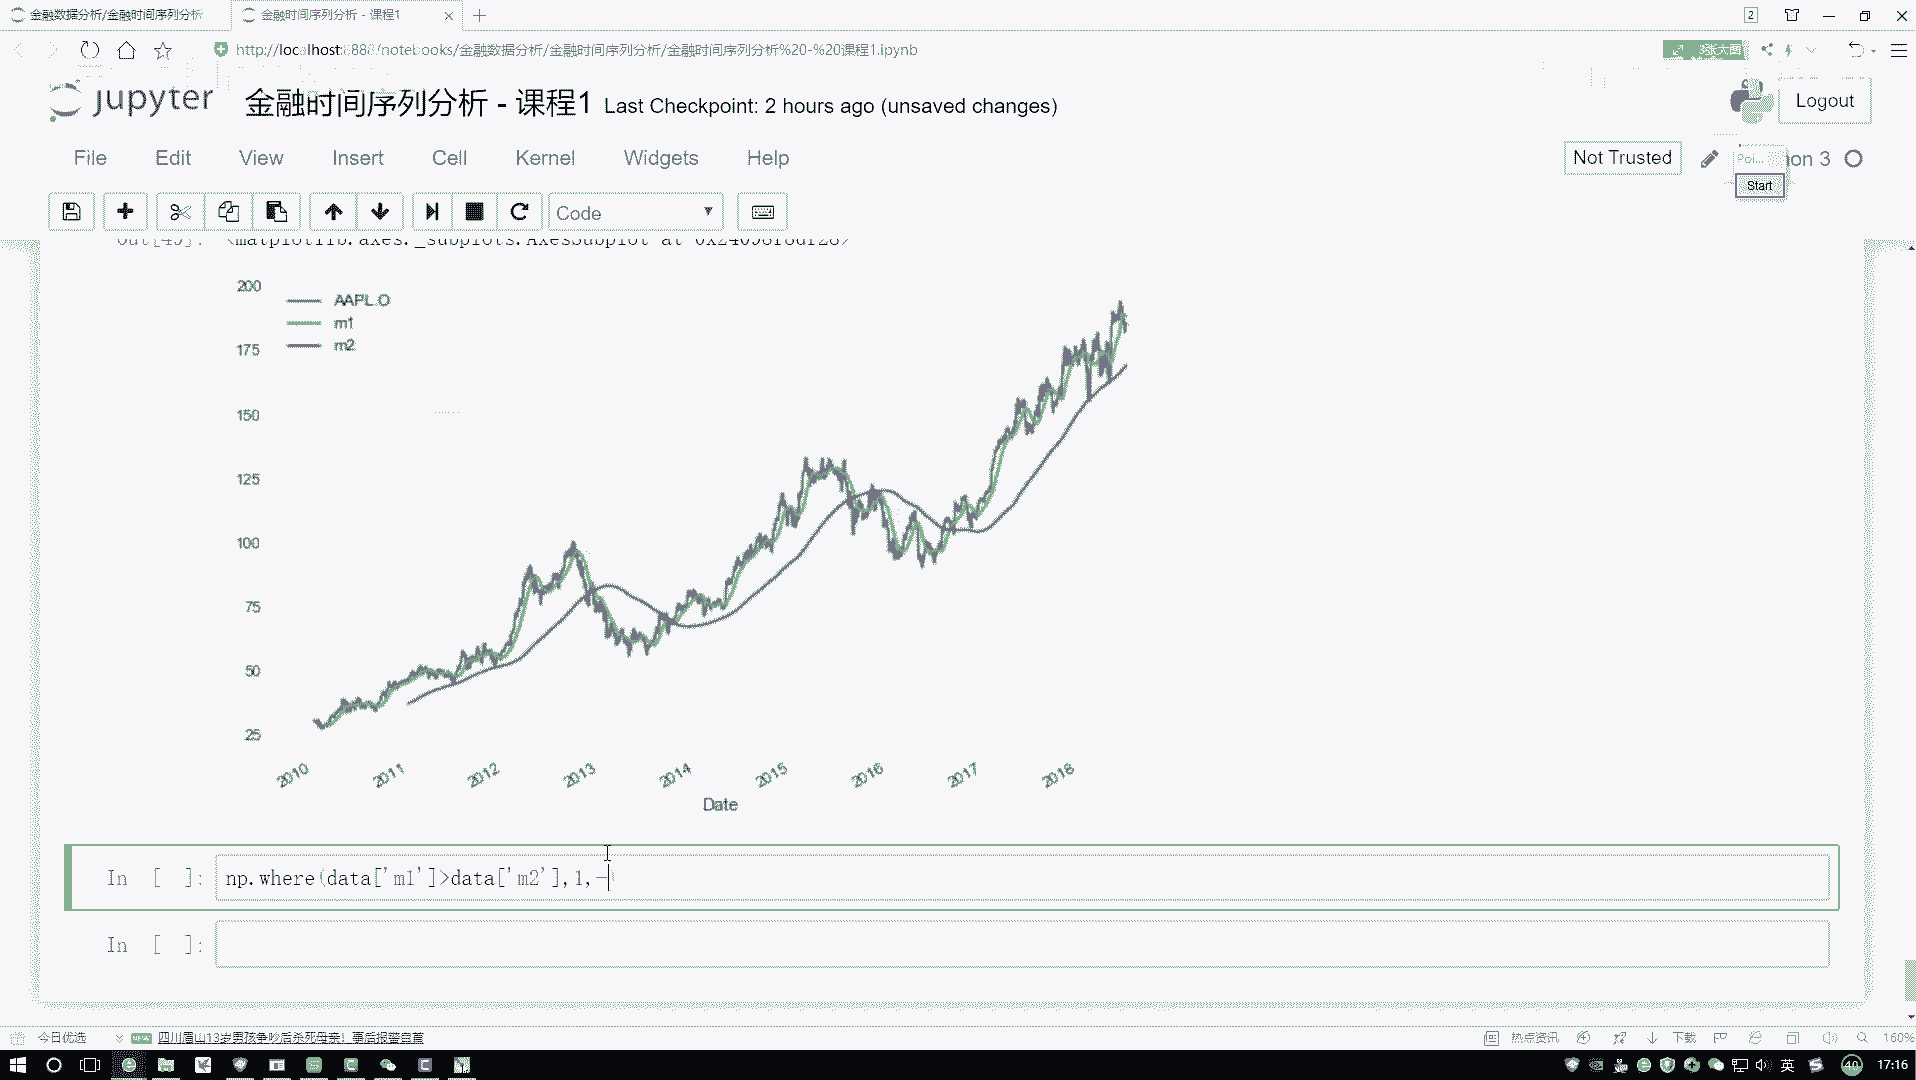 金融数据分析/金融时间序列分析
金融时间序列分析 - 课程1
2
http://localhost:8888/notebooks/金融数据分析/金融时间序列分析/金融时间序列分析%20-%20课程1.ipynb
jupyter
金融时间序列分析 - 课程1 Last Checkpoint: 2 hours ago (unsaved changes)
Logout
File Edit View Insert Cell Kernel Widgets Help
Not Trusted
Poi...
on 3
Start
Code
<matplotlib.axes._subplots.AxesSubplot at
200
175
150
125
100
75
50
25
AAPL.O
m1
m2
2010 2011 2012 2013 2014 2015 2016 2017 2018
Date
In [ ]: np.where(data['m1']>data['m2'],1,-)
In [ ]:
今日优选
NEW
四川眉山13岁男孩争吵后杀死母亲！事后报警自首
热点资讯
下载
160%
英
40
17:16